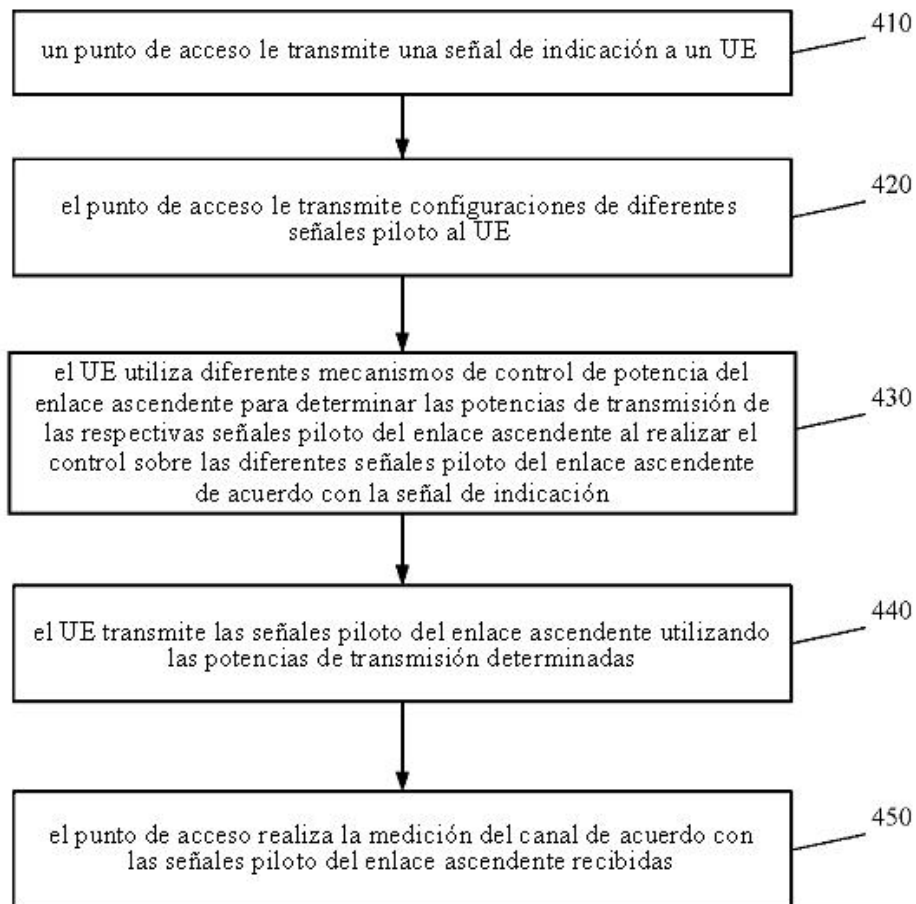 410
un punto de acceso le transmite una señal de indicación a un UE
420
el punto de acceso le transmite configuraciones de diferentes
señales piloto al UE
430
el UE utiliza diferentes mecanismos de control de potencia del
enlace ascendente para determinar las potencias de transmisión de
las respectivas señales piloto del enlace ascendente al realizar el
control sobre las diferentes señales piloto del enlace ascendente
de acuerdo con la señal de indicación
440
el UE transmite las señales piloto del enlace ascendente utilizando
las potencias de transmisión determinadas
450
el punto de acceso realiza la medición del canal de acuerdo con
las señales piloto del enlace ascendente recibidas